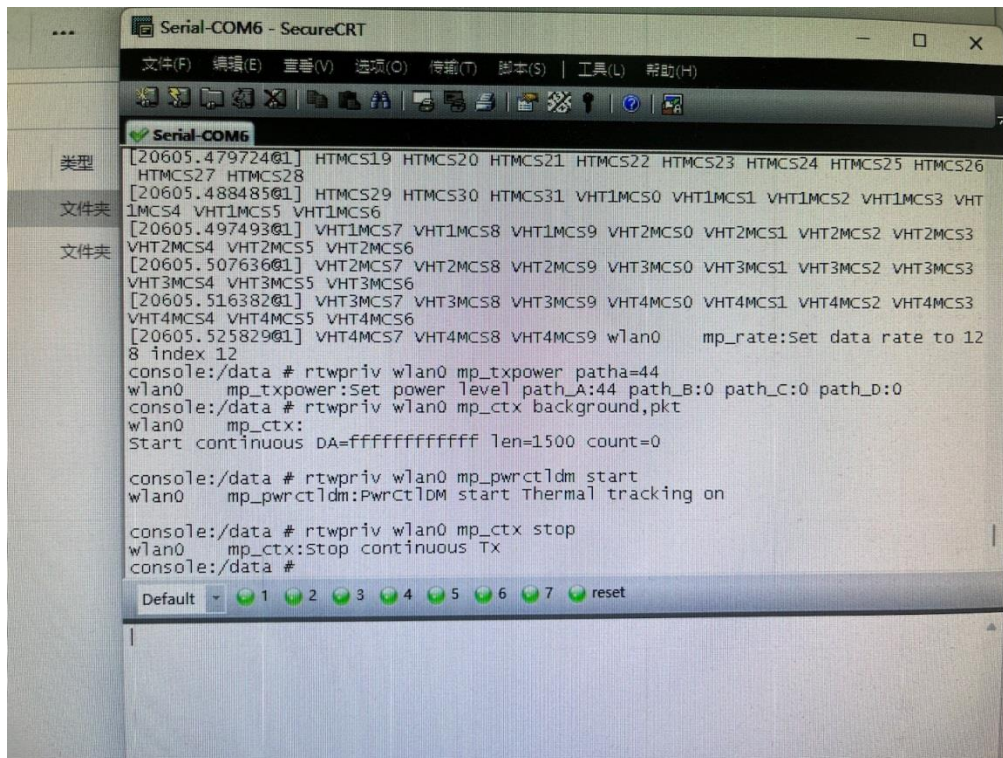 ...
Serial-COM6 - SecureCRT
文件(F) 编辑(E) 查看(V) 选项(O) 传输(T) 脚本(S) | 工具(L) 帮助(H)
Serial-COM6
类型
文件夹
文件夹
[20605.479724@1] HTMCS19 HTMCS20 HTMCS21 HTMCS22 HTMCS23 HTMCS24 HTMCS25 HTMCS26
HTMCS27 HTMCS28
[20605.488485@1] HTMCS29 HTMCS30 HTMCS31 VHT1MCS0 VHT1MCS1 VHT1MCS2 VHT1MCS3 VHT
1MCS4 VHT1MCS5 VHT1MCS6
[20605.497493@1] VHT1MCS7 VHT1MCS8 VHT1MCS9 VHT2MCS0 VHT2MCS1 VHT2MCS2 VHT2MCS3
VHT2MCS4 VHT2MCS5 VHT2MCS6
[20605.507636@1] VHT2MCS7 VHT2MCS8 VHT2MCS9 VHT3MCS0 VHT3MCS1 VHT3MCS2 VHT3MCS3
VHT3MCS4 VHT3MCS5 VHT3MCS6
[20605.516382@1] VHT3MCS7 VHT3MCS8 VHT3MCS9 VHT4MCS0 VHT4MCS1 VHT4MCS2 VHT4MCS3
VHT4MCS4 VHT4MCS5 VHT4MCS6
[20605.525829@1] VHT4MCS7 VHT4MCS8 VHT4MCS9 wlan0 mp_rate:Set data rate to 12
8 index 12
console:/data # rtwpriv wlan0 mp_txpower patha=44
wlan0 mp_txpower:Set power level path_A:44 path_B:0 path_C:0 path_D:0
console:/data # rtwpriv wlan0 mp_ctx background,pkt
wlan0 mp_ctx:
Start continuous DA=ffffffffffff len=1500 count=0
console:/data # rtwpriv wlan0 mp_pwrctldm start
wlan0 mp_pwrctldm:PwrCtlDM start Thermal tracking on
console:/data # rtwpriv wlan0 mp_ctx stop
wlan0 mp_ctx:Stop continuous Tx
console:/data #
Default 1 2 3 4 5 6 7 reset